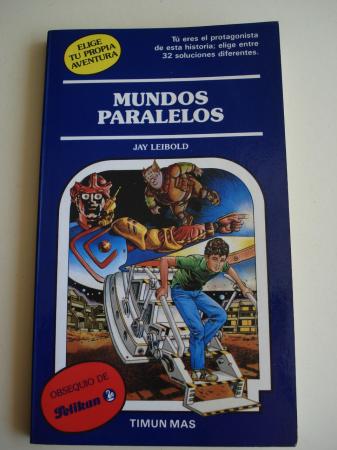 ELIGE
TU PROPIA
AVENTURA
Tú eres el protagonista
de esta historia; elige entre
32 soluciones diferentes.
MUNDOS
PARALELOS
JAY LEIBOLD
OBSEQUIO DE
Pelikan
TIMUN MAS